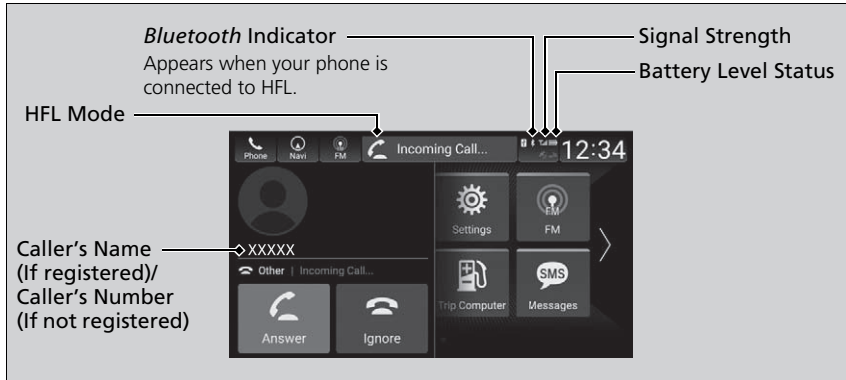 Bluetooth Indicator
Appears when your phone is
connected to HFL.
Signal Strength
Battery Level Status
HFL Mode
Phone
Navi
FM
Incoming Call...
12:34
Caller's Name
(If registered)/
Caller's Number
(If not registered)
XXXXX
Other | Incoming Call...
Answer
Ignore
Settings
FM
FM
Trip Computer
SMS
Messages